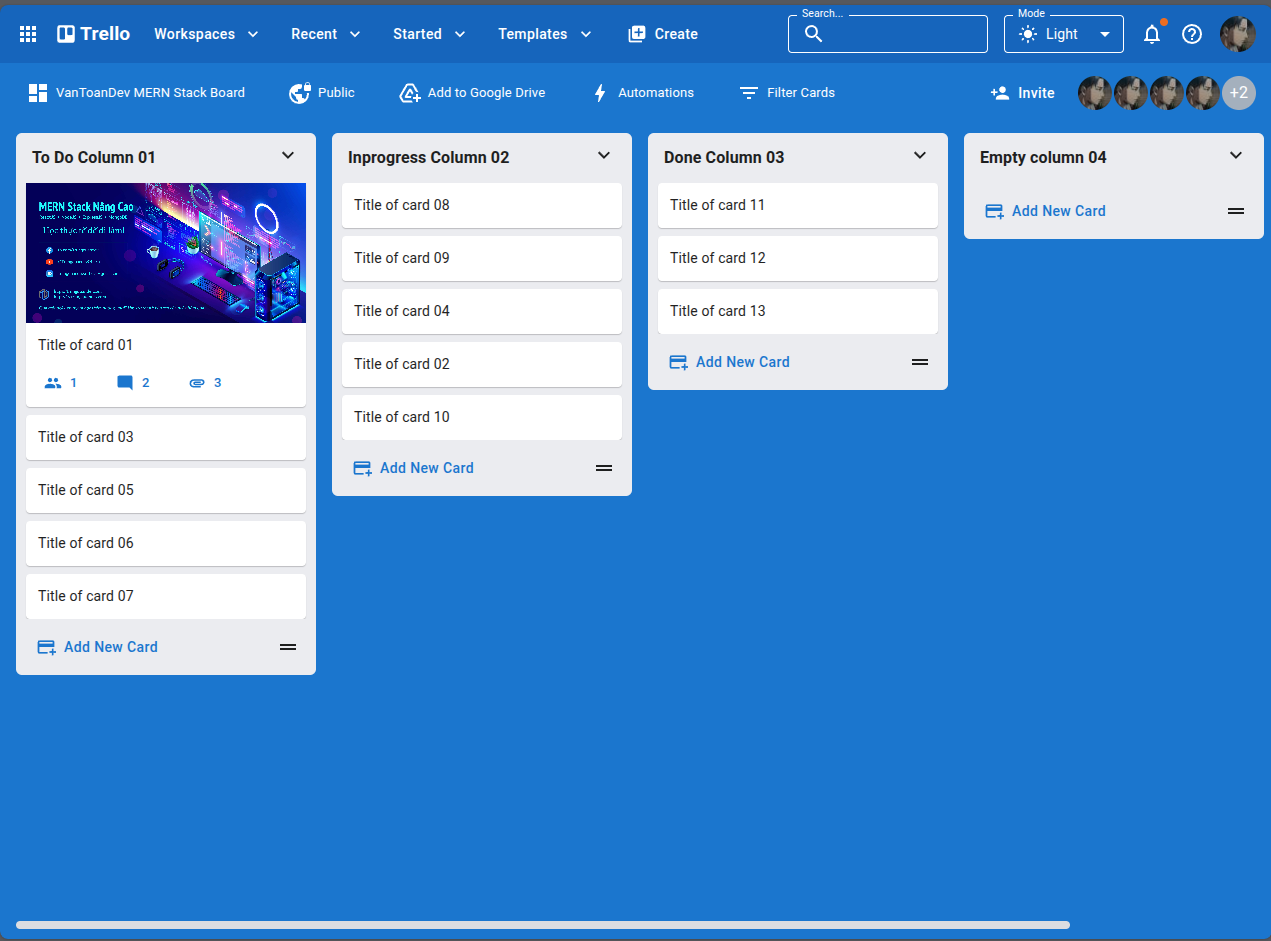 Trello Workspaces Recent Started Templates Create Search... Mode Light
VanToanDev MERN Stack Board Public Add to Google Drive Automations Filter Cards Invite +2
To Do Column 01
MERN Stack Nâng Cao
Title of card 01
1 2 3
Title of card 03
Title of card 05
Title of card 06
Title of card 07
Add New Card
Inprogress Column 02
Title of card 08
Title of card 09
Title of card 04
Title of card 02
Title of card 10
Add New Card
Done Column 03
Title of card 11
Title of card 12
Title of card 13
Add New Card
Empty column 04
Add New Card